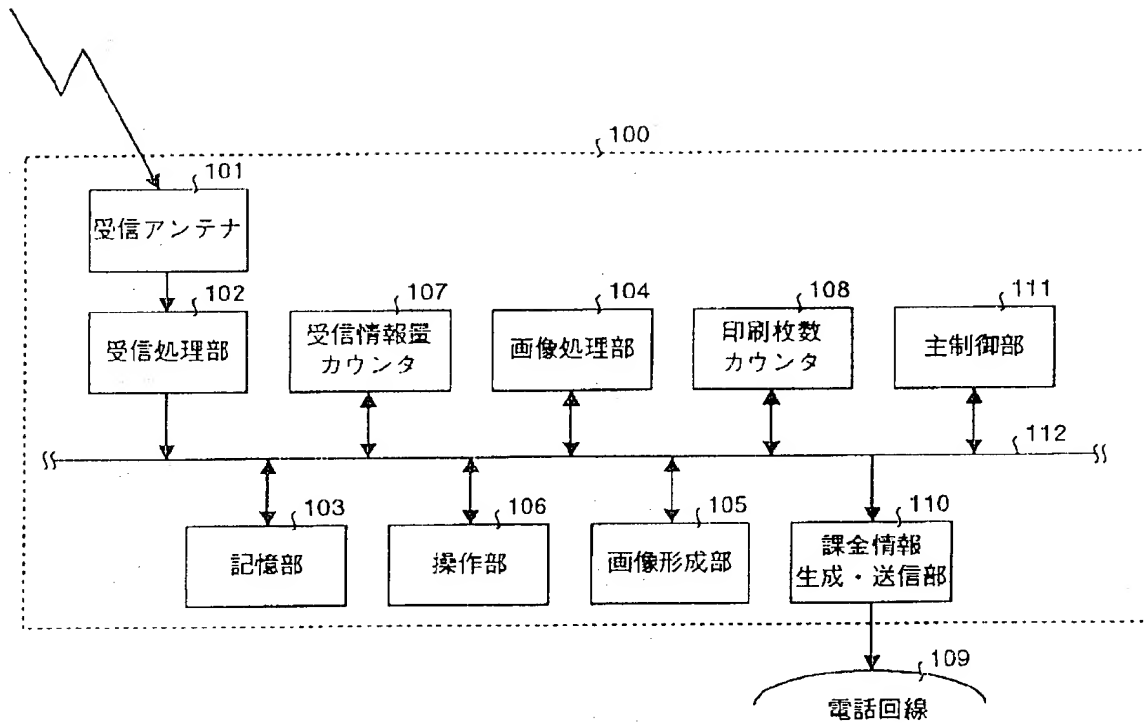 100
101
受信アンテナ
102
受信処理部
107
受信情報量
カウンタ
104
画像処理部
108
印刷枚数
カウンタ
111
主制御部
112
103
記憶部
106
操作部
105
画像形成部
110
課金情報
生成・送信部
109
電話回線